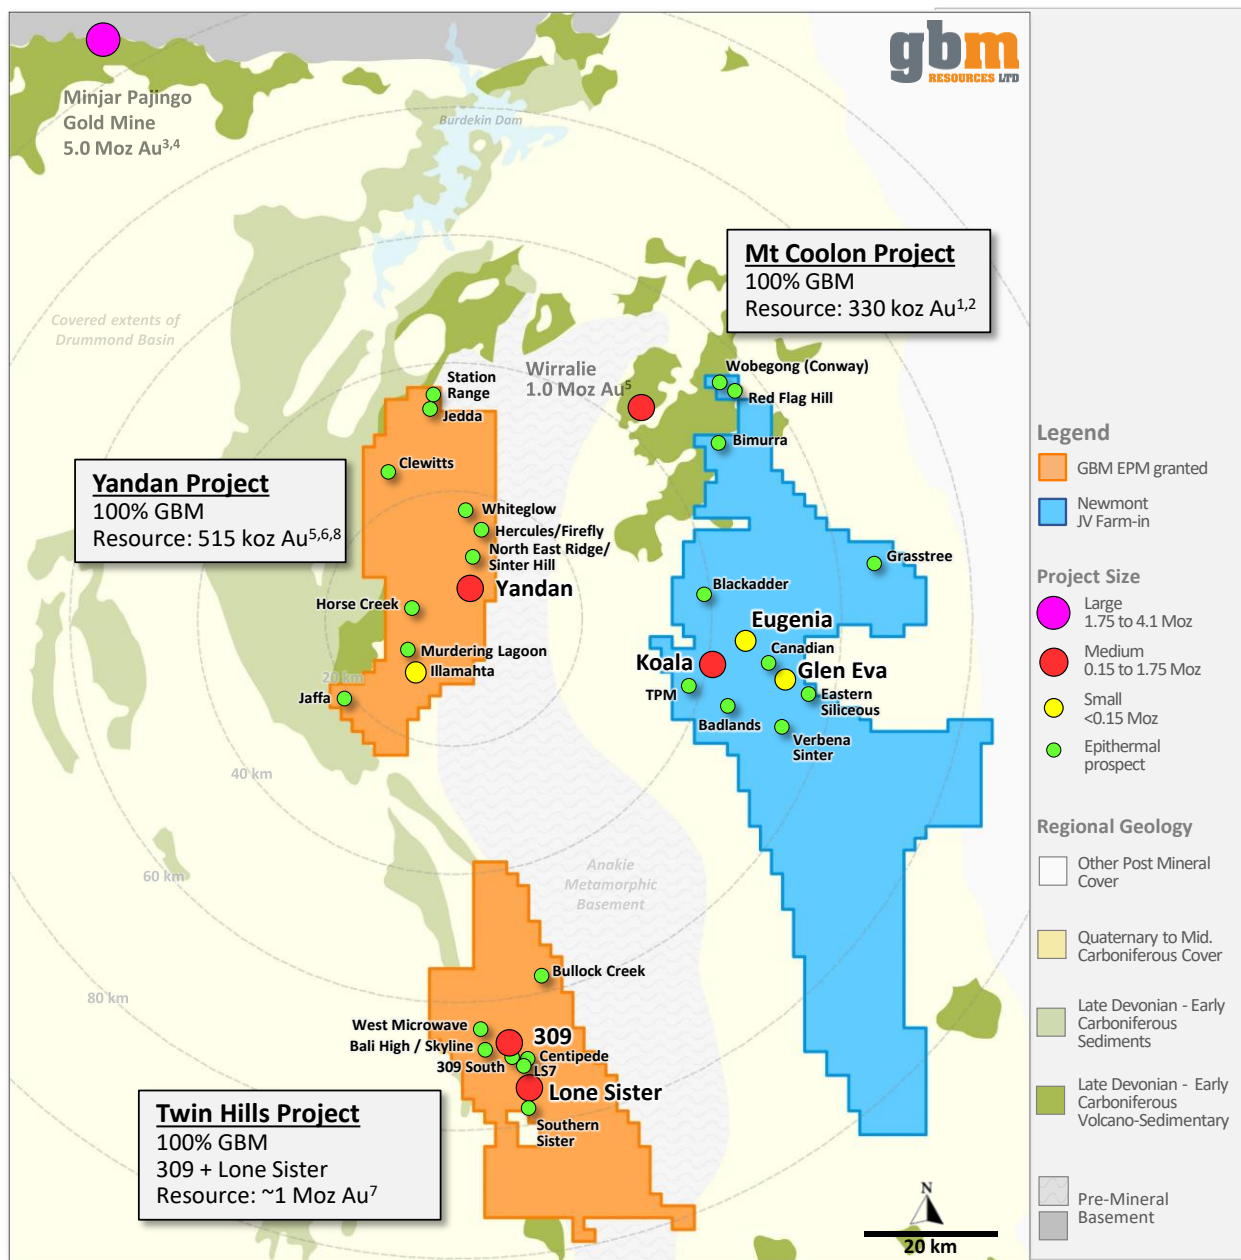 gbm
RESOURCES LTD
Minjar Pajingo
Gold Mine
5.0 Moz Au3,4
Burdekin Dam
Mt Coolon Project
100% GBM
Resource: 330 koz Au1,2
Covered extents of
Drummond Basin
Wirralie
1.0 Moz Au5
Wobegong (Conway)
Red Flag Hill
Bimurra
Station
Range
Jedda
Clewitts
Yandan Project
100% GBM
Resource: 515 koz Au5,6,8
Whiteglow
Hercules/Firefly
North East Ridge/
Sinter Hill
Yandan
Horse Creek
Murdering Lagoon
Illamahta
20 km
Jaffa
Grasstree
Blackadder
Eugenia
Canadian
Koala
Glen Eva
TPM
Eastern
Siliceous
Badlands
Verbena
Sinter
40 km
60 km
80 km
Anakie
Metamorphic
Basement
Bullock Creek
West Microwave
309
Bali High / Skyline
Centipede
309 South
LS7
Lone Sister
Southern
Sister
Twin Hills Project
100% GBM
309 + Lone Sister
Resource: ~1 Moz Au7
N
20 km
Legend
GBM EPM granted
Newmont
JV Farm-in
Project Size
Large
1.75 to 4.1 Moz
Medium
0.15 to 1.75 Moz
Small
<0.15 Moz
Epithermal
prospect
Regional Geology
Other Post Mineral
Cover
Quaternary to Mid.
Carboniferous Cover
Late Devonian - Early
Carboniferous
Sediments
Late Devonian - Early
Carboniferous
Volcano-Sedimentary
Pre-Mineral
Basement